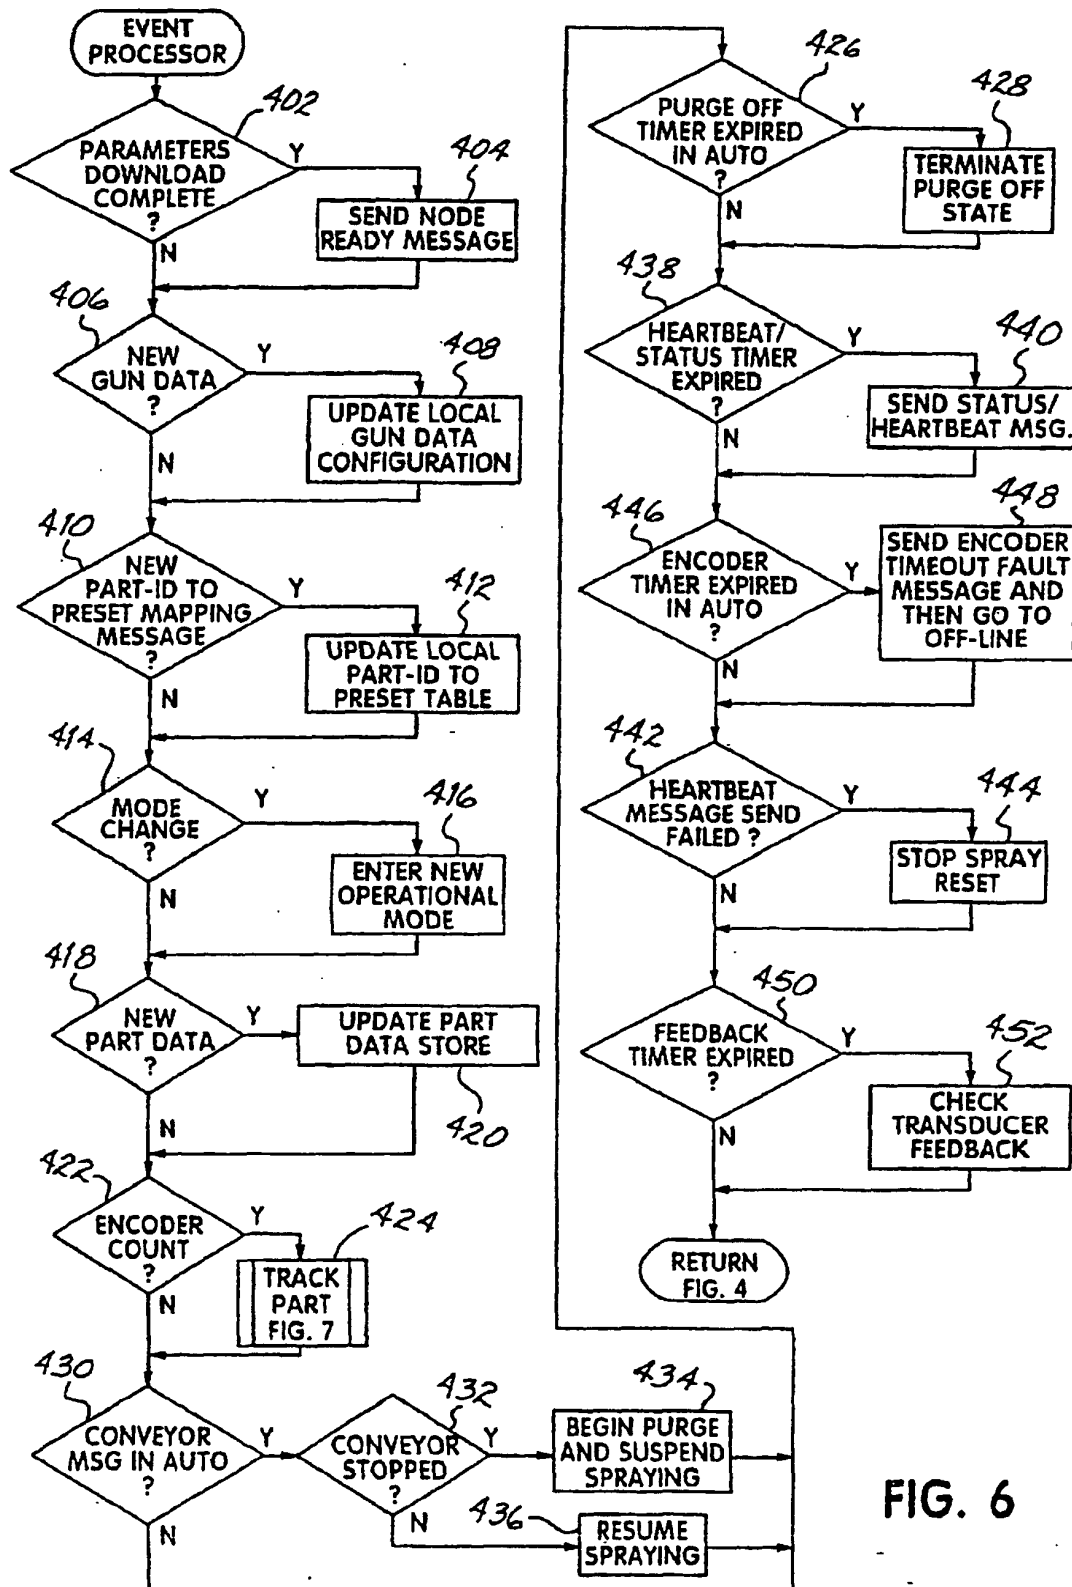 EVENT
PROCESSOR
402
PARAMETERS
DOWNLOAD
COMPLETE
?
Y
N
404
SEND NODE
READY MESSAGE
406
NEW
GUN DATA
?
Y
N
408
UPDATE LOCAL
GUN DATA
CONFIGURATION
410
NEW
PART-ID TO
PRESET MAPPING
MESSAGE
?
Y
N
412
UPDATE LOCAL
PART-ID TO
PRESET TABLE
414
MODE
CHANGE
?
Y
N
416
ENTER NEW
OPERATIONAL
MODE
418
NEW
PART DATA
?
Y
N
UPDATE PART
DATA STORE
420
422
ENCODER
COUNT
?
Y
N
424
TRACK
PART
FIG. 7
430
CONVEYOR
MSG IN AUTO
?
Y
N
432
CONVEYOR
STOPPED
?
Y
N
434
BEGIN PURGE
AND SUSPEND
SPRAYING
436
RESUME
SPRAYING
426
PURGE OFF
TIMER EXPIRED
IN AUTO
?
Y
N
428
TERMINATE
PURGE OFF
STATE
438
HEARTBEAT/
STATUS TIMER
EXPIRED
?
Y
N
440
SEND STATUS/
HEARTBEAT MSG.
446
ENCODER
TIMER EXPIRED
IN AUTO
?
Y
N
448
SEND ENCODER
TIMEOUT FAULT
MESSAGE AND
THEN GO TO
OFF-LINE
442
HEARTBEAT
MESSAGE SEND
FAILED ?
Y
N
444
STOP SPRAY
RESET
450
FEEDBACK
TIMER EXPIRED
?
Y
N
452
CHECK
TRANSDUCER
FEEDBACK
RETURN
FIG. 4
FIG. 6